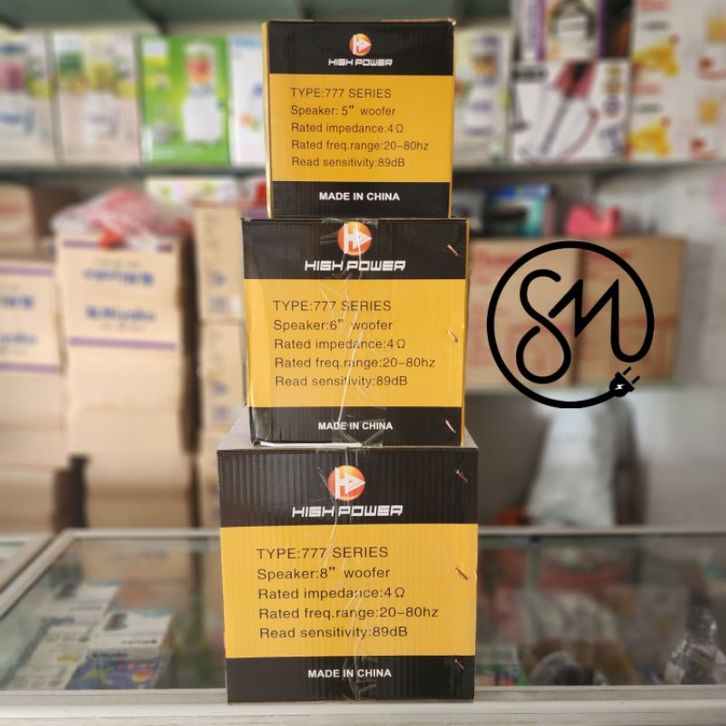 HIGH POWER
TYPE:777 SERIES
Speaker: 5" woofer
Rated impedance:4Ω
Rated freq.range:20-80hz
Read sensitivity:89dB
MADE IN CHINA
HIGH POWER
TYPE:777 SERIES
Speaker:6" woofer
Rated impedance:4Ω
Rated freq.range:20-80hz
Read sensitivity:89dB
MADE IN CHINA
SM
HIGH POWER
TYPE:777 SERIES
Speaker:8" woofer
Rated impedance:4Ω
Rated freq.range:20-80hz
Read sensitivity:89dB
MADE IN CHINA